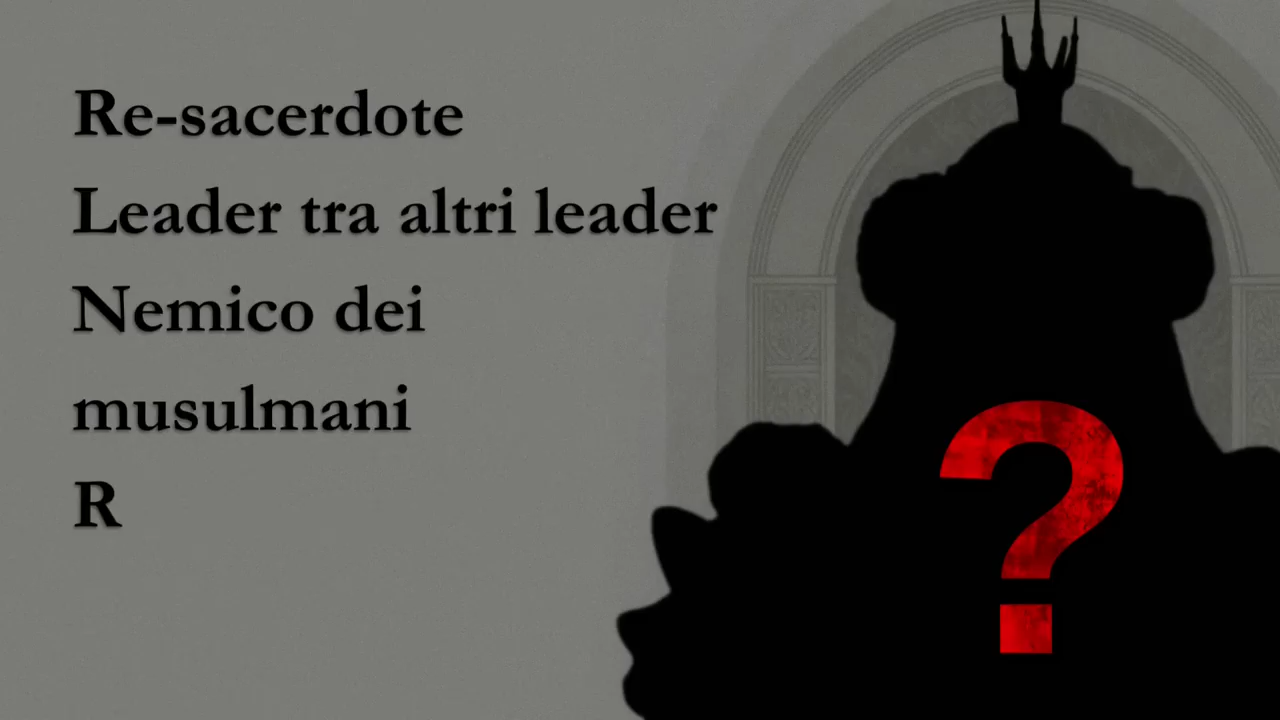 Re-sacerdote
Leader tra altri leader
Nemico dei
musulmani
R
?